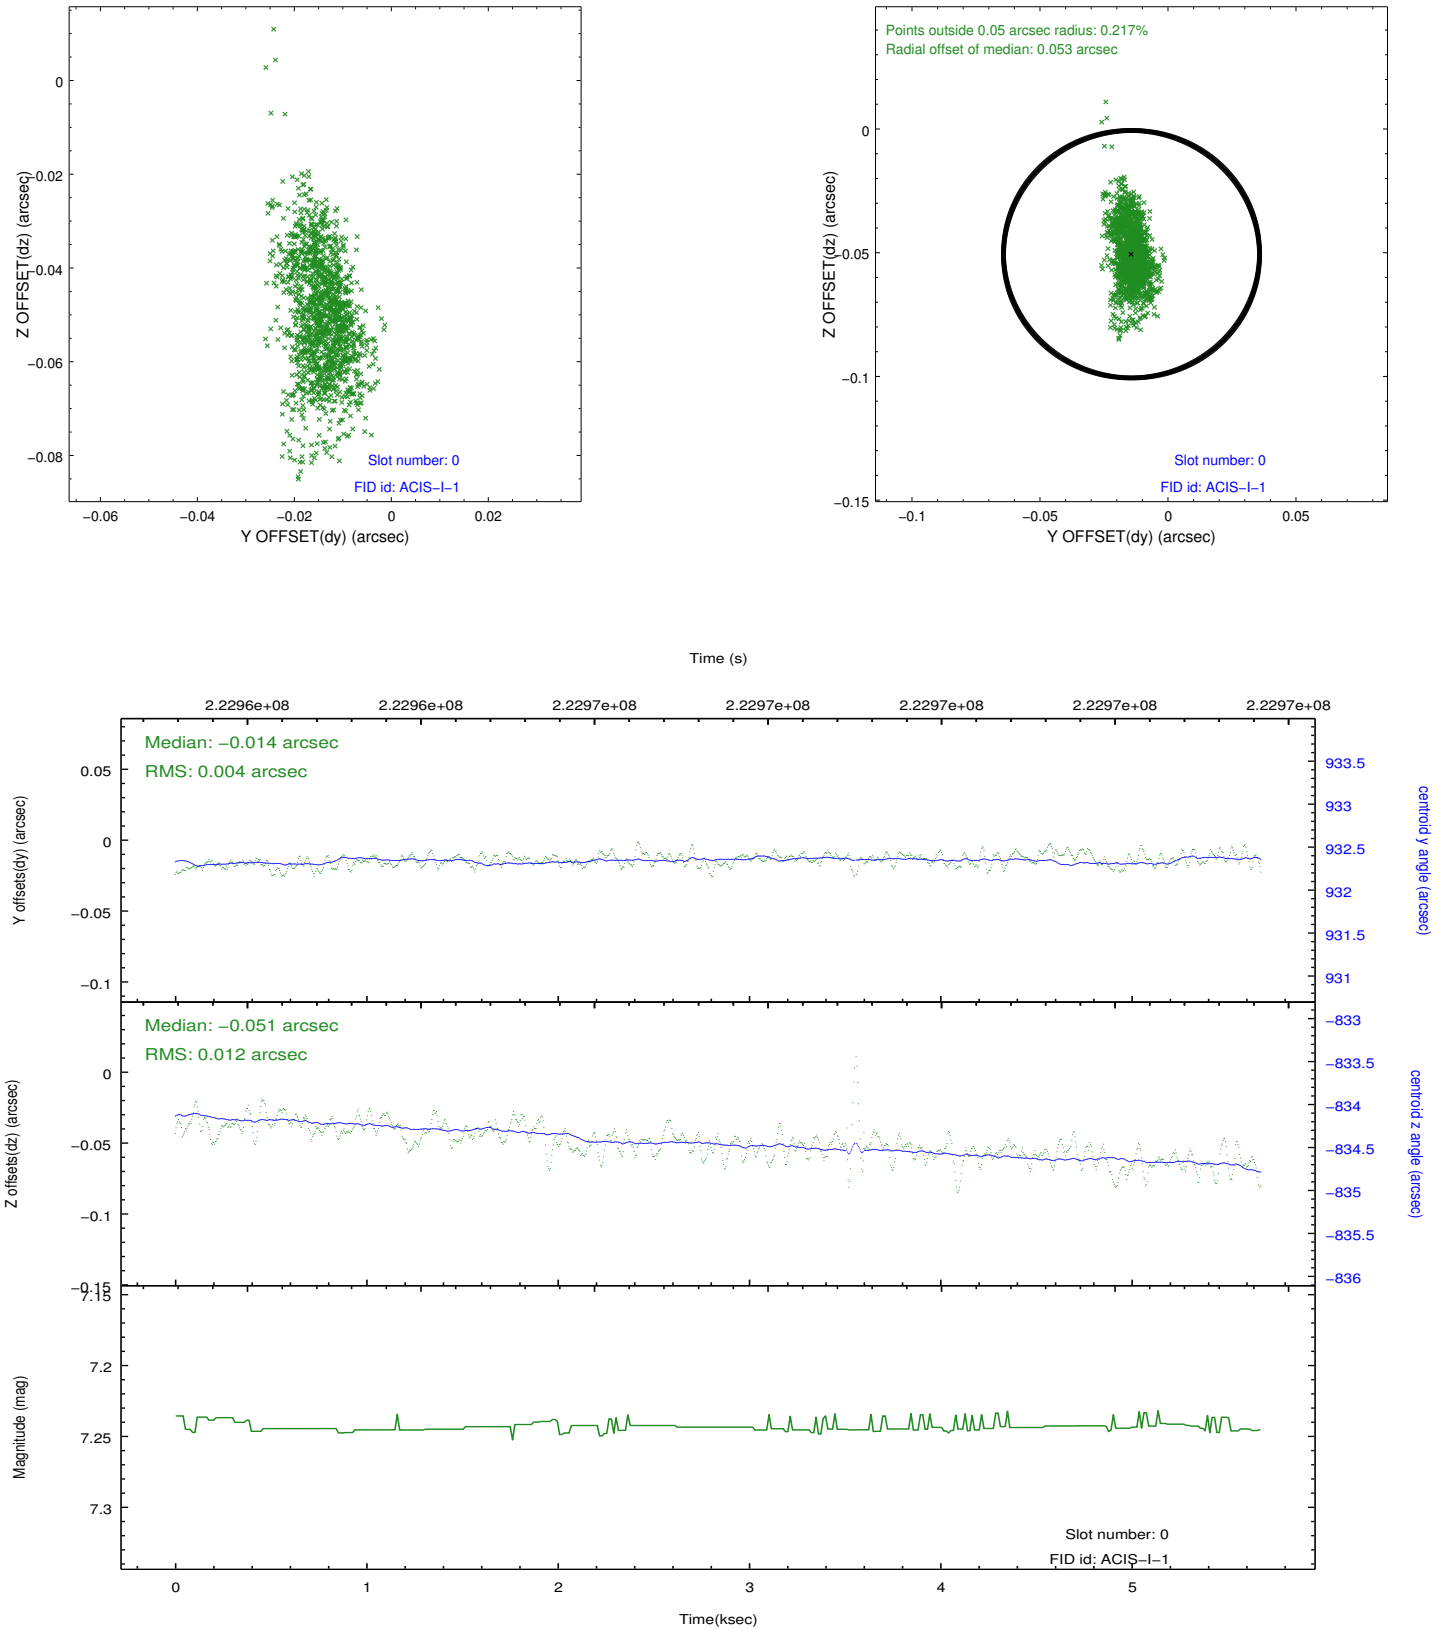 0
−0.02
−0.04
−0.06
−0.08
Z OFFSET(dz) (arcsec)
Slot number: 0
FID id: ACIS−I−1
−0.06
−0.04
−0.02
0
0.02
Y OFFSET(dy) (arcsec)
Points outside 0.05 arcsec radius: 0.217%
Radial offset of median: 0.053 arcsec
0
−0.05
−0.1
−0.15
Z OFFSET(dz) (arcsec)
Slot number: 0
FID id: ACIS−I−1
−0.1
−0.05
0
0.05
Y OFFSET(dy) (arcsec)
Time (s)
2.2296e+08
2.2296e+08
2.2297e+08
2.2297e+08
2.2297e+08
2.2297e+08
2.2297e+08
Median: −0.014 arcsec
RMS: 0.004 arcsec
0.05
0
−0.05
−0.1
Y offsets(dy) (arcsec)
933.5
933
932.5
932
931.5
931
centroid y angle (arcsec)
Median: −0.051 arcsec
RMS: 0.012 arcsec
0
−0.05
−0.1
−0.15
Z offsets(dz) (arcsec)
−833
−833.5
−834
−834.5
−835
−835.5
−836
centroid z angle (arcsec)
7.15
7.2
7.25
7.3
Magnitude (mag)
Slot number: 0
FID id: ACIS−I−1
0
1
2
3
4
5
Time(ksec)